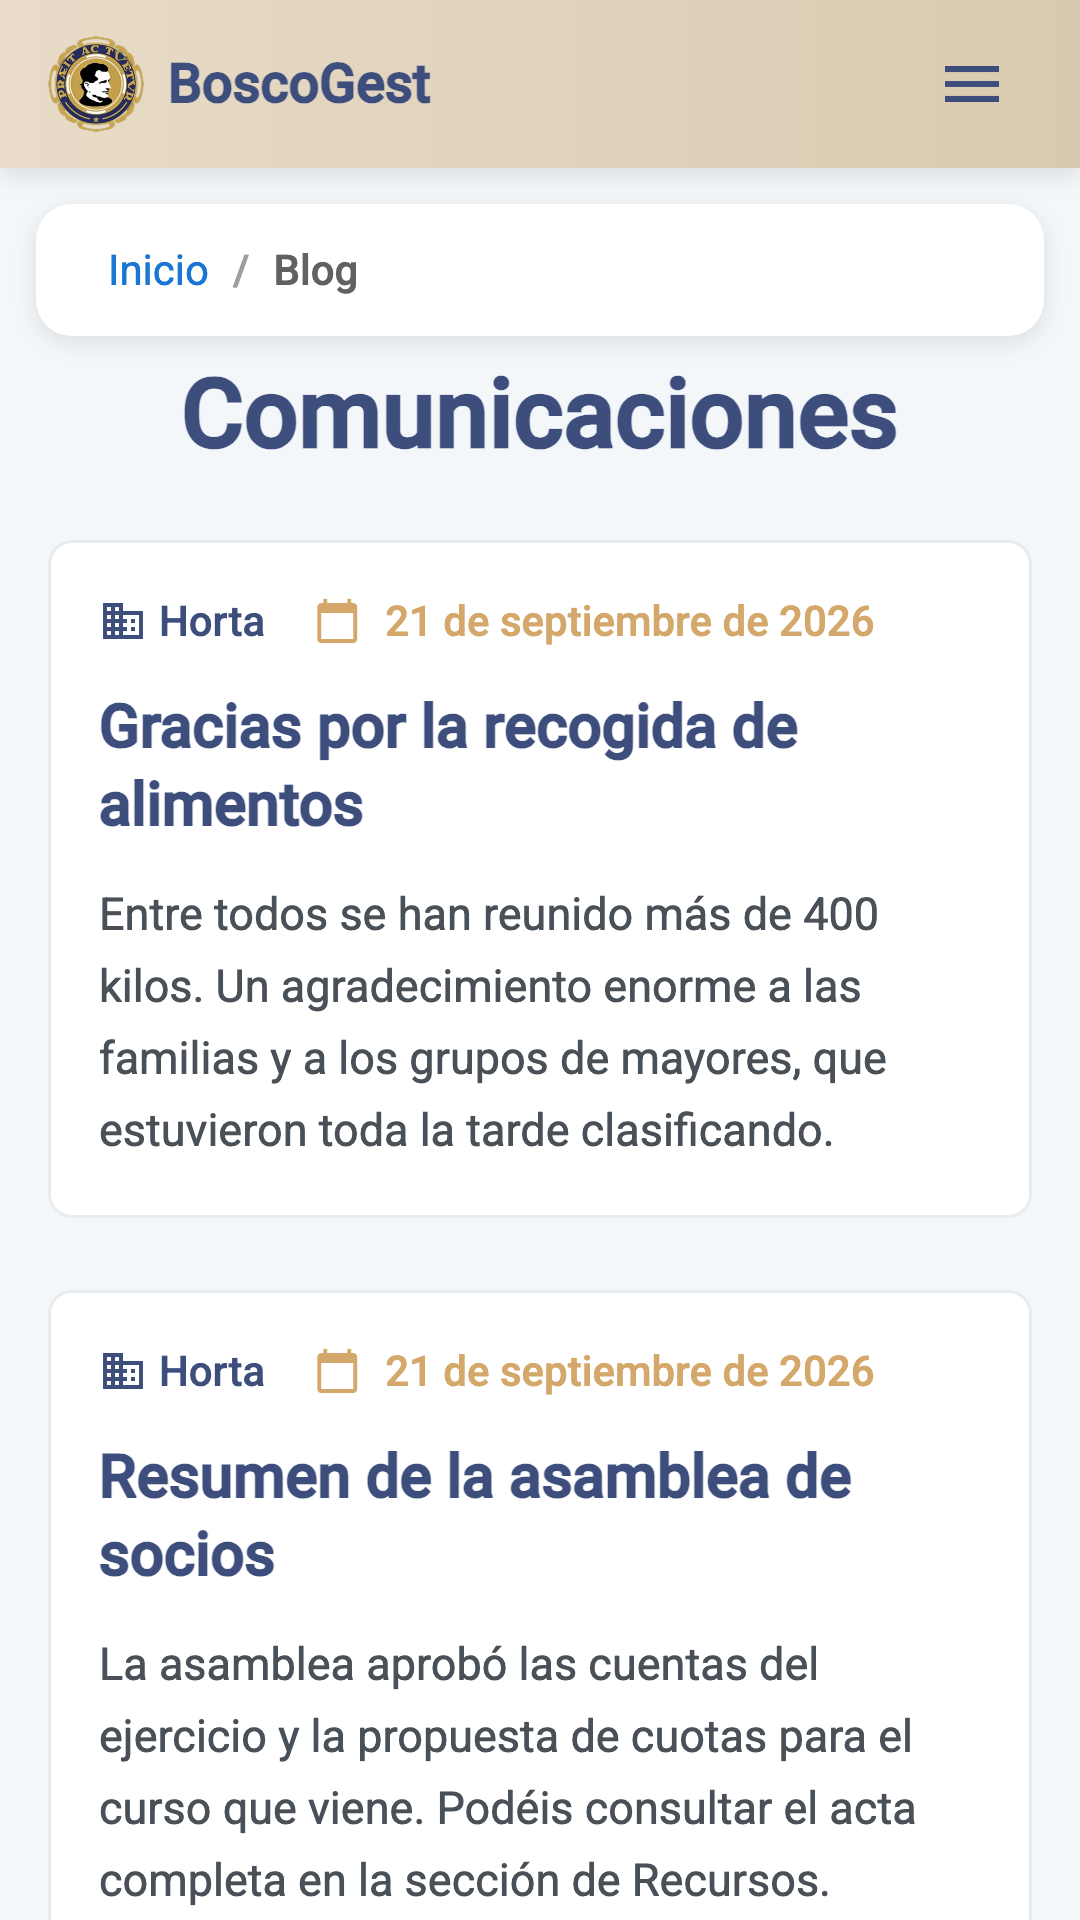 PRÆIT AC TVETVR
BoscoGest
Inicio / Blog
Comunicaciones
Horta 21 de septiembre de 2026
Gracias por la recogida de
alimentos
Entre todos se han reunido más de 400
kilos. Un agradecimiento enorme a las
familias y a los grupos de mayores, que
estuvieron toda la tarde clasificando.
Horta 21 de septiembre de 2026
Resumen de la asamblea de
socios
La asamblea aprobó las cuentas del
ejercicio y la propuesta de cuotas para el
curso que viene. Podéis consultar el acta
completa en la sección de Recursos.